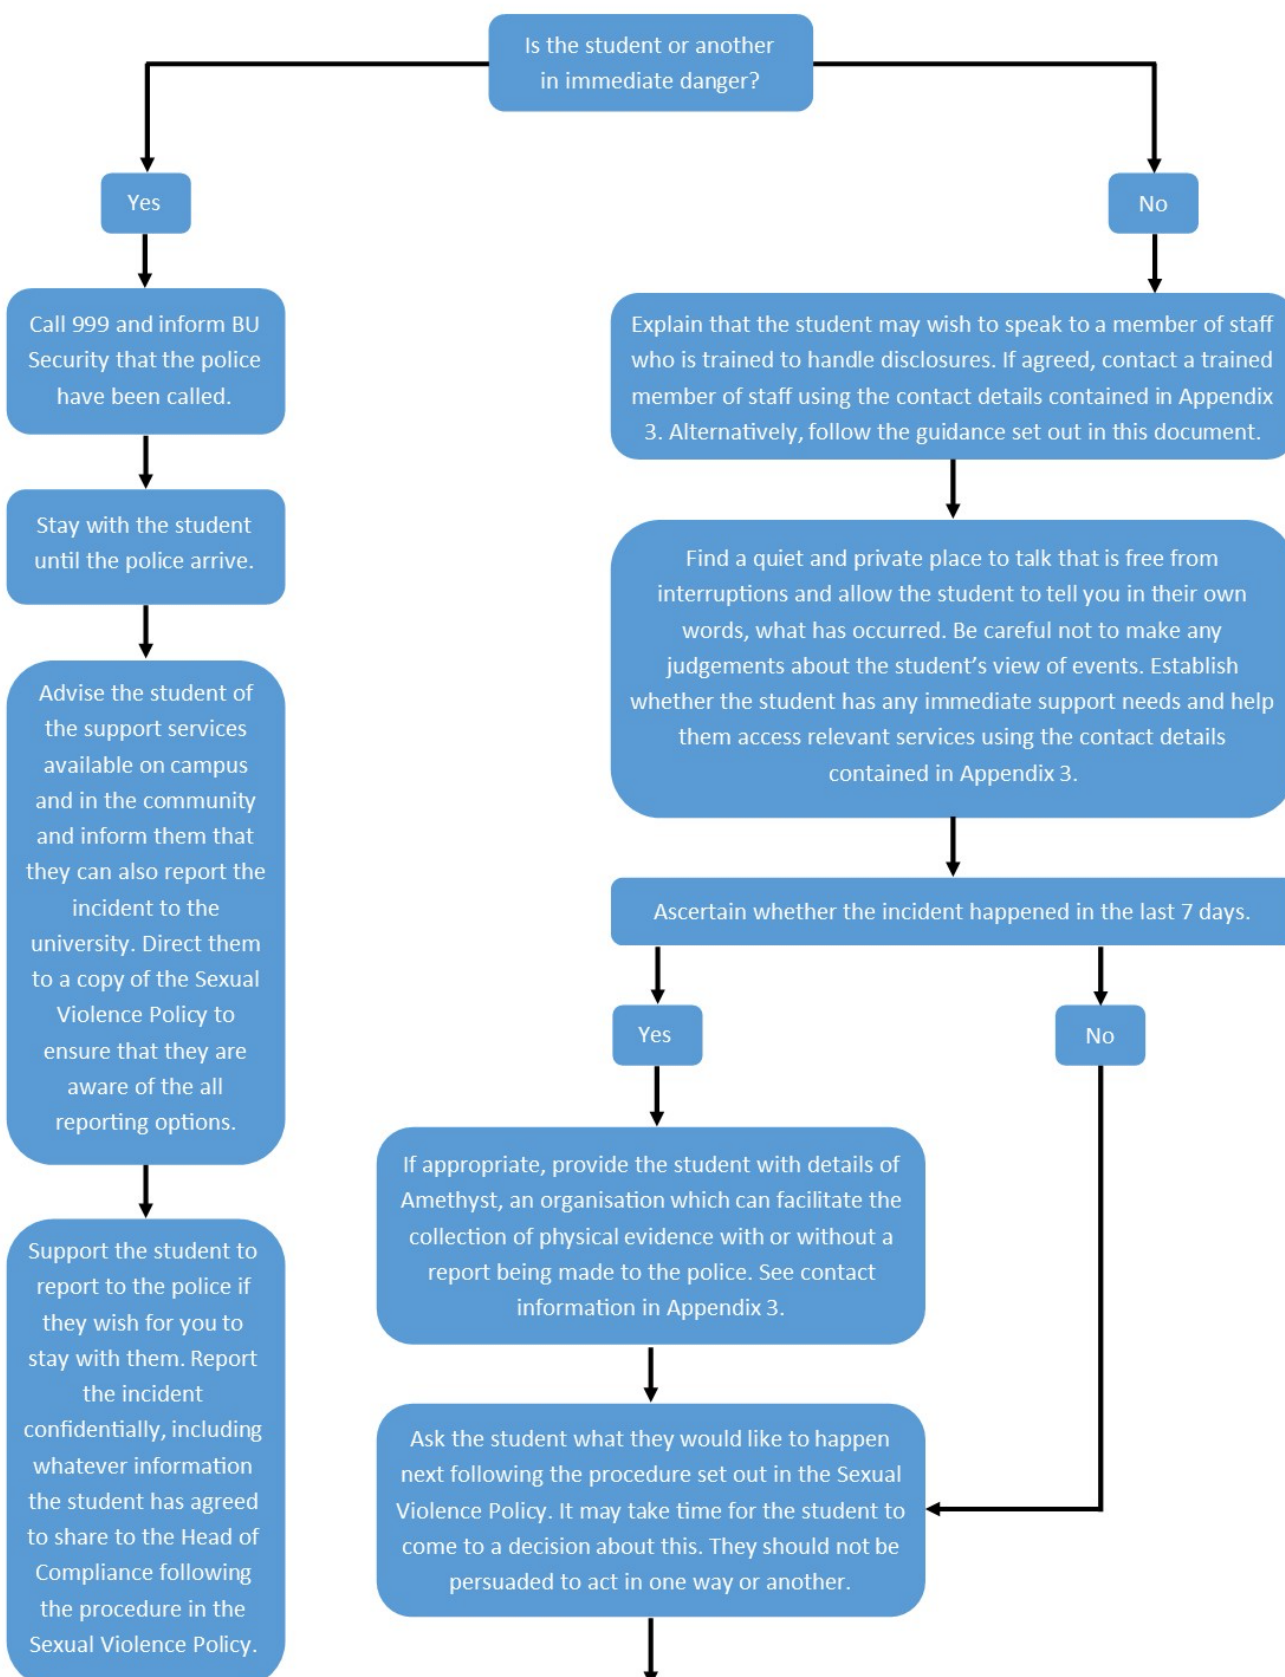 Is the student or another
in immediate danger?
Yes
No
Call 999 and inform BU
Security that the police
have been called.
Stay with the student
until the police arrive.
Advise the student of
the support services
available on campus
and in the community
and inform them that
they can also report the
incident to the
university. Direct them
to a copy of the Sexual
Violence Policy to
ensure that they are
aware of the all
reporting options.
Support the student to
report to the police if
they wish for you to
stay with them. Report
the incident
confidentially, including
whatever information
the student has agreed
to share to the Head of
Compliance following
the procedure in the
Sexual Violence Policy.
Explain that the student may wish to speak to a member of staff
who is trained to handle disclosures. If agreed, contact a trained
member of staff using the contact details contained in Appendix
3. Alternatively, follow the guidance set out in this document.
Find a quiet and private place to talk that is free from
interruptions and allow the student to tell you in their own
words, what has occurred. Be careful not to make any
judgements about the student’s view of events. Establish
whether the student has any immediate support needs and help
them access relevant services using the contact details
contained in Appendix 3.
Ascertain whether the incident happened in the last 7 days.
Yes
No
If appropriate, provide the student with details of
Amethyst, an organisation which can facilitate the
collection of physical evidence with or without a
report being made to the police. See contact
information in Appendix 3.
Ask the student what they would like to happen
next following the procedure set out in the Sexual
Violence Policy. It may take time for the student to
come to a decision about this. They should not be
persuaded to act in one way or another.